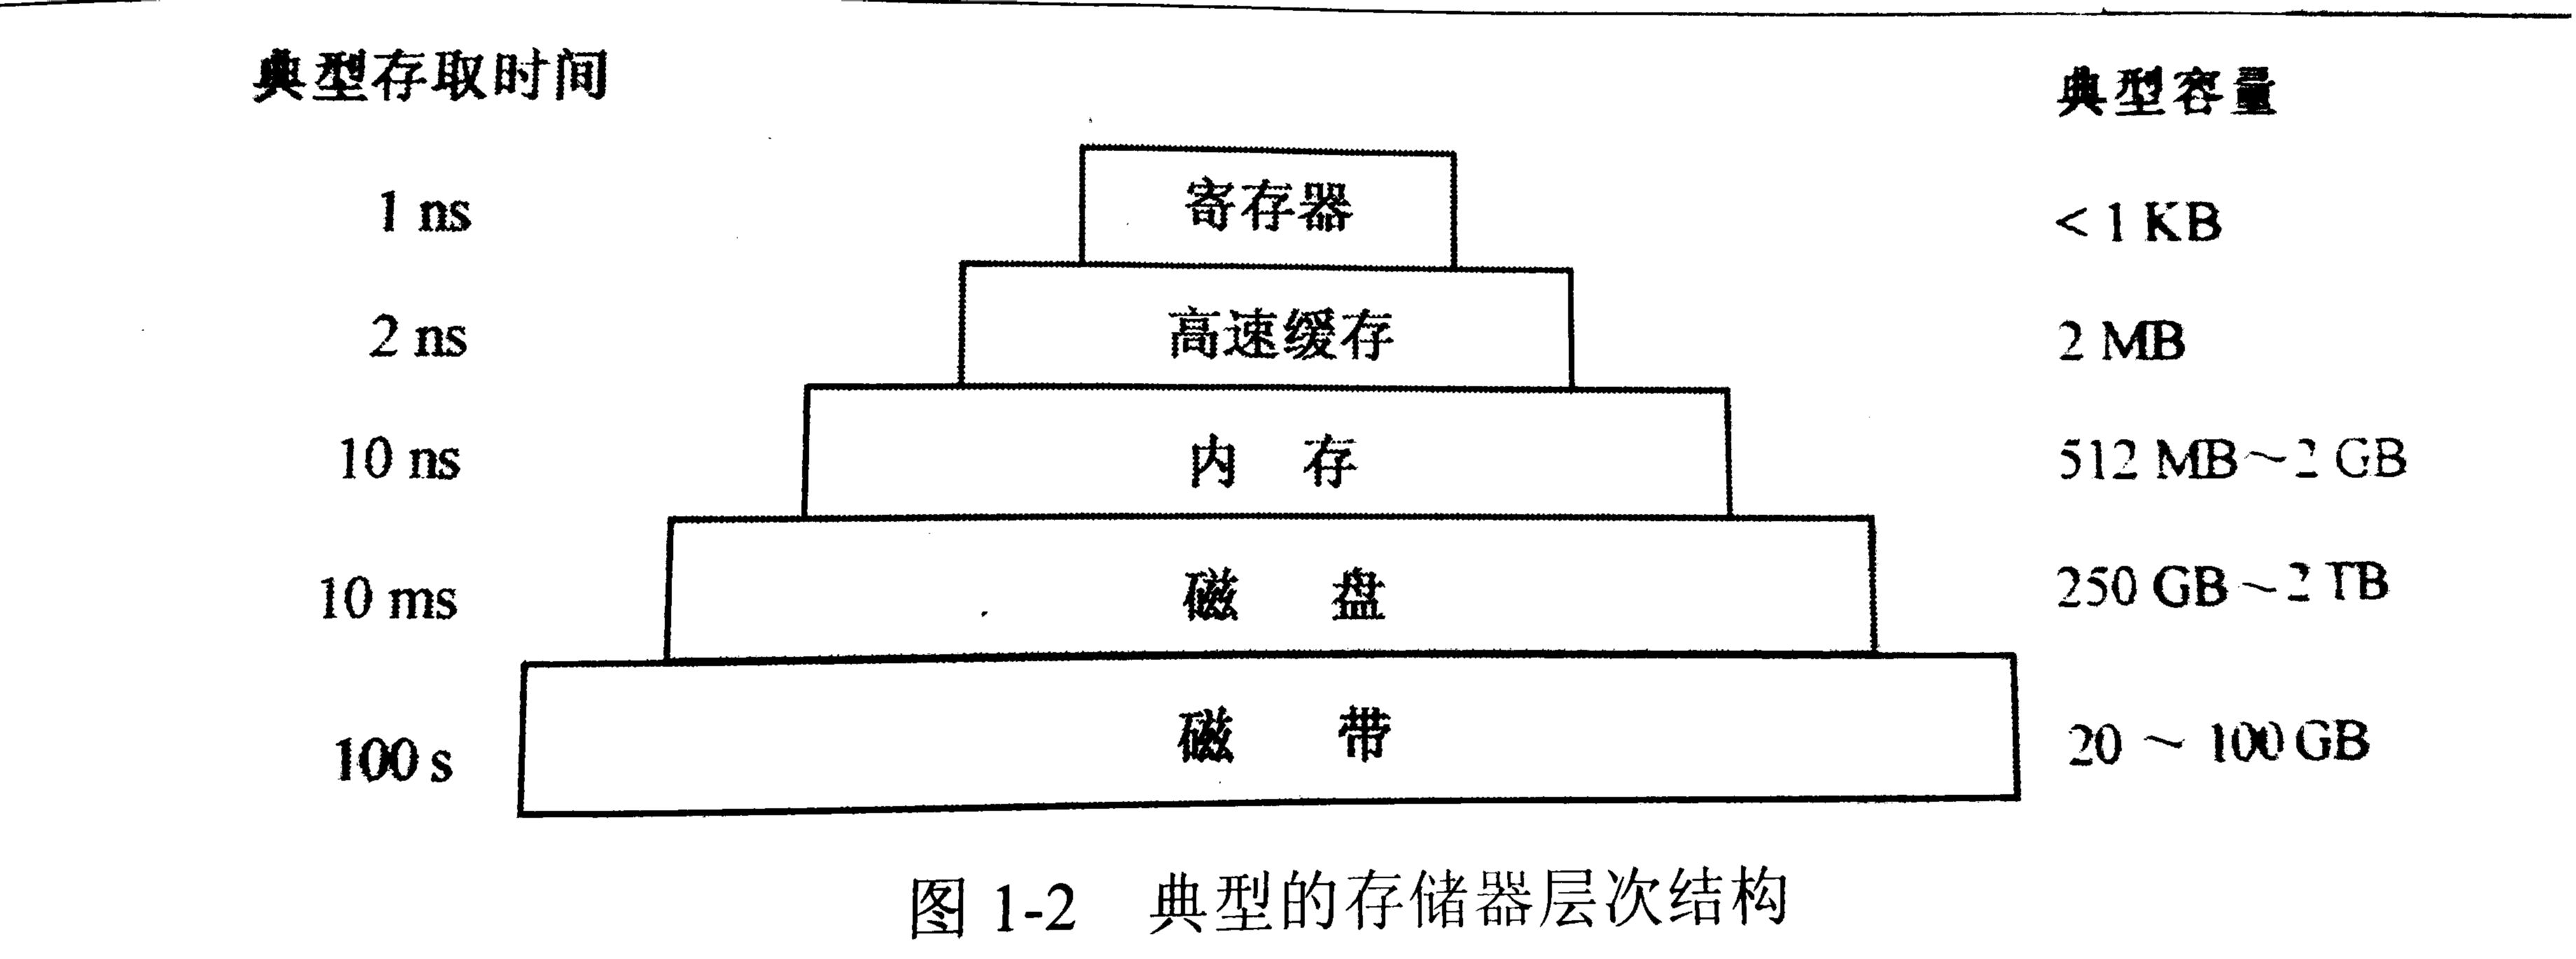 典型存取时间 典型容量
1 ns 寄存器 < 1 KB
2 ns 高速缓存 2 MB
10 ns 内 存 512 MB～2 GB
10 ms 磁 盘 250 GB～2 TB
100 s 磁 带 20 ～ 100 GB
图 1-2 典型的存储器层次结构